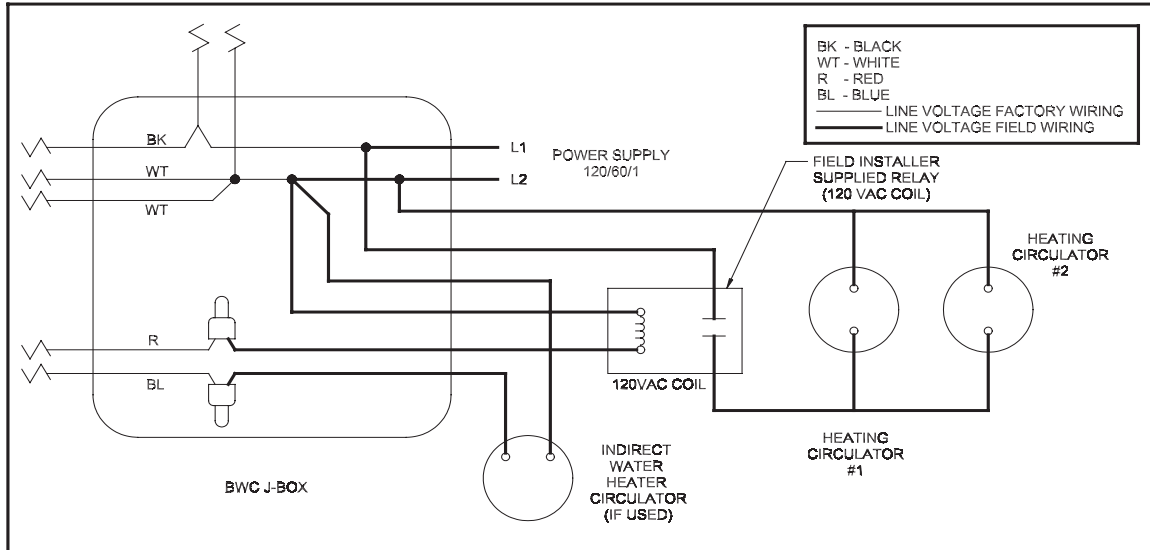 BK - BLACK
WT - WHITE
R - RED
BL - BLUE
LINE VOLTAGE FACTORY WIRING
LINE VOLTAGE FIELD WIRING
BK
WT
WT
L1
L2
POWER SUPPLY
120/60/1
FIELD INSTALLER
SUPPLIED RELAY
(120 VAC COIL)
HEATING
CIRCULATOR
#2
R
BL
120VAC COIL
HEATING
CIRCULATOR
#1
INDIRECT
WATER
HEATER
CIRCULATOR
(IF USED)
BWC J-BOX